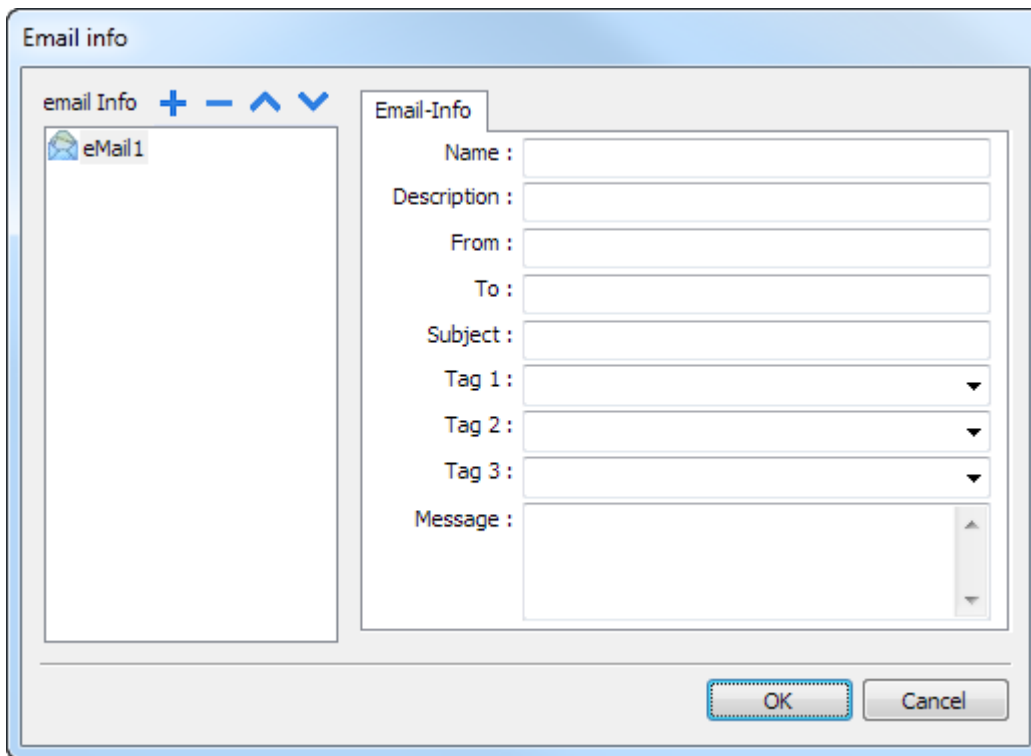 Email info
email Info
eMail1
Email-Info
Name :
Description :
From :
To :
Subject :
Tag 1 :
Tag 2 :
Tag 3 :
Message :
OK
Cancel